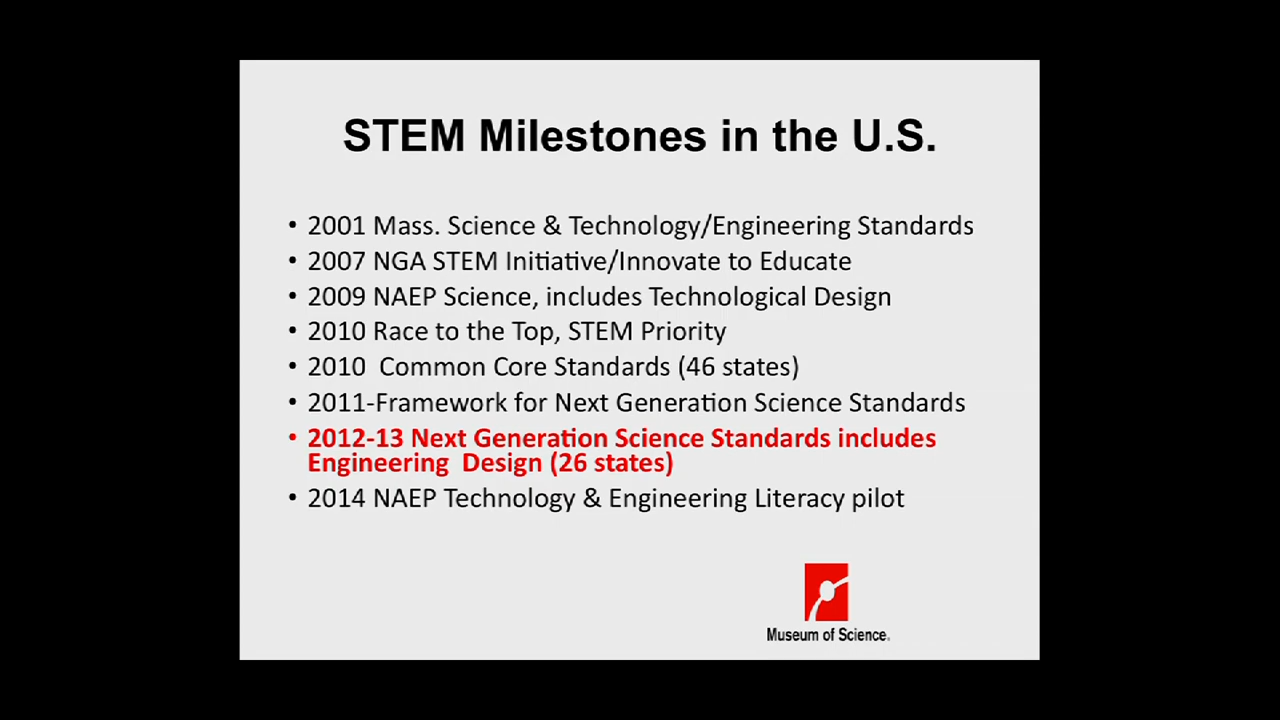 STEM Milestones in the U.S.
• 2001 Mass. Science & Technology/Engineering Standards
• 2007 NGA STEM Initiative/Innovate to Educate
• 2009 NAEP Science, includes Technological Design
• 2010 Race to the Top, STEM Priority
• 2010  Common Core Standards (46 states)
• 2011-Framework for Next Generation Science Standards
• 2012-13 Next Generation Science Standards includes
Engineering  Design (26 states)
• 2014 NAEP Technology & Engineering Literacy pilot
Museum of Science.